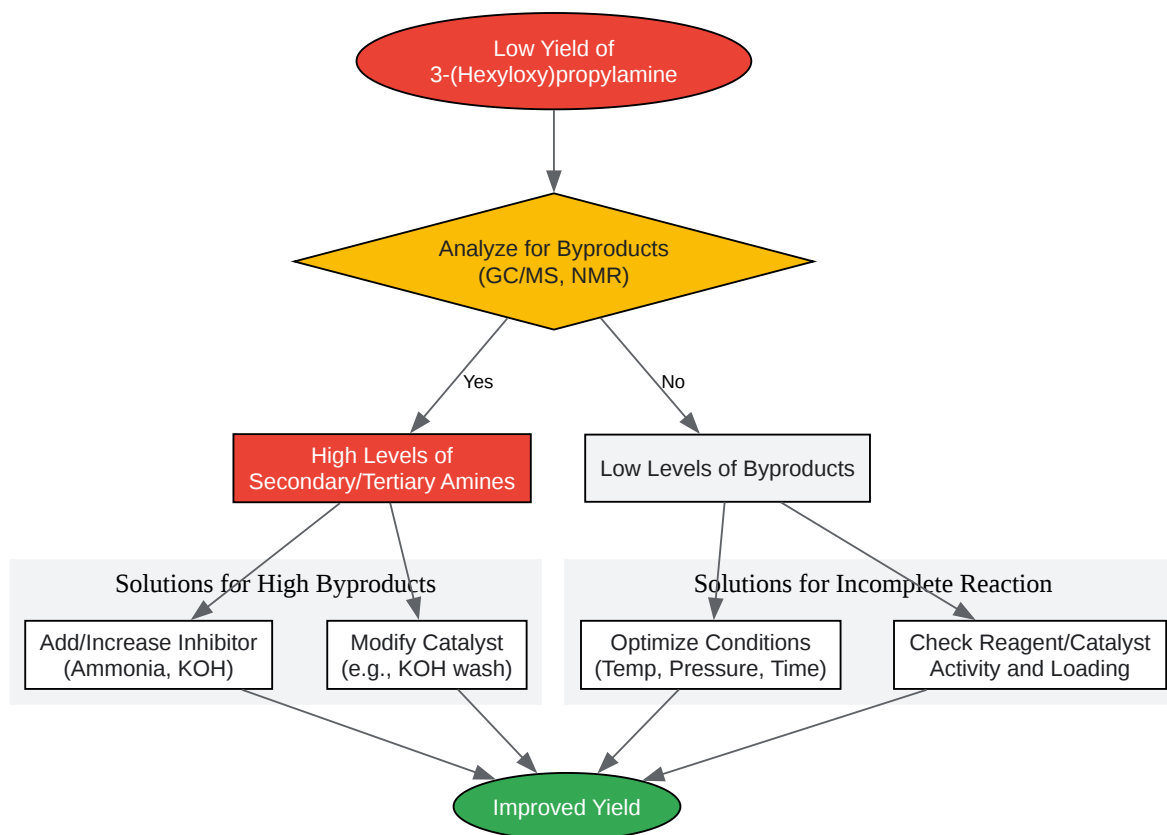 Low Yield of
3-(Hexyloxy)propylamine
Analyze for Byproducts
(GC/MS, NMR)
Yes
No
High Levels of
Secondary/Tertiary Amines
Low Levels of Byproducts
Solutions for High Byproducts
Solutions for Incomplete Reaction
Add/Increase Inhibitor
(Ammonia, KOH)
Modify Catalyst
(e.g., KOH wash)
Optimize Conditions
(Temp, Pressure, Time)
Check Reagent/Catalyst
Activity and Loading
Improved Yield